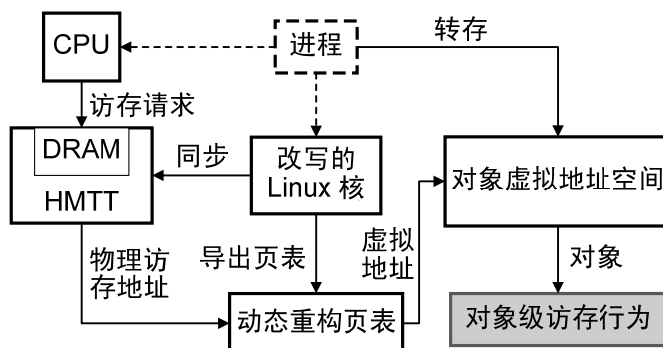 CPU
进程
转存
访存请求
DRAM
HMTT
同步
改写的
Linux 核
对象虚拟地址空间
物理访
存地址
导出页表
虚拟
地址
对象
动态重构页表
对象级访存行为